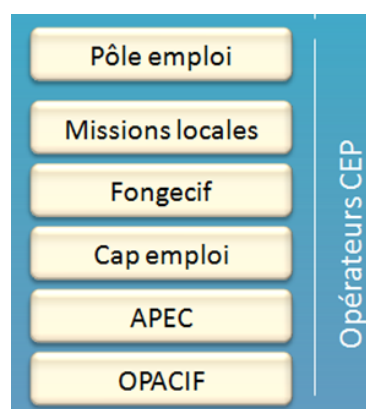 Pôle emploi
Missions locales
Fongecif
Cap emploi
APEC
OPACIF
Opérateurs CEP